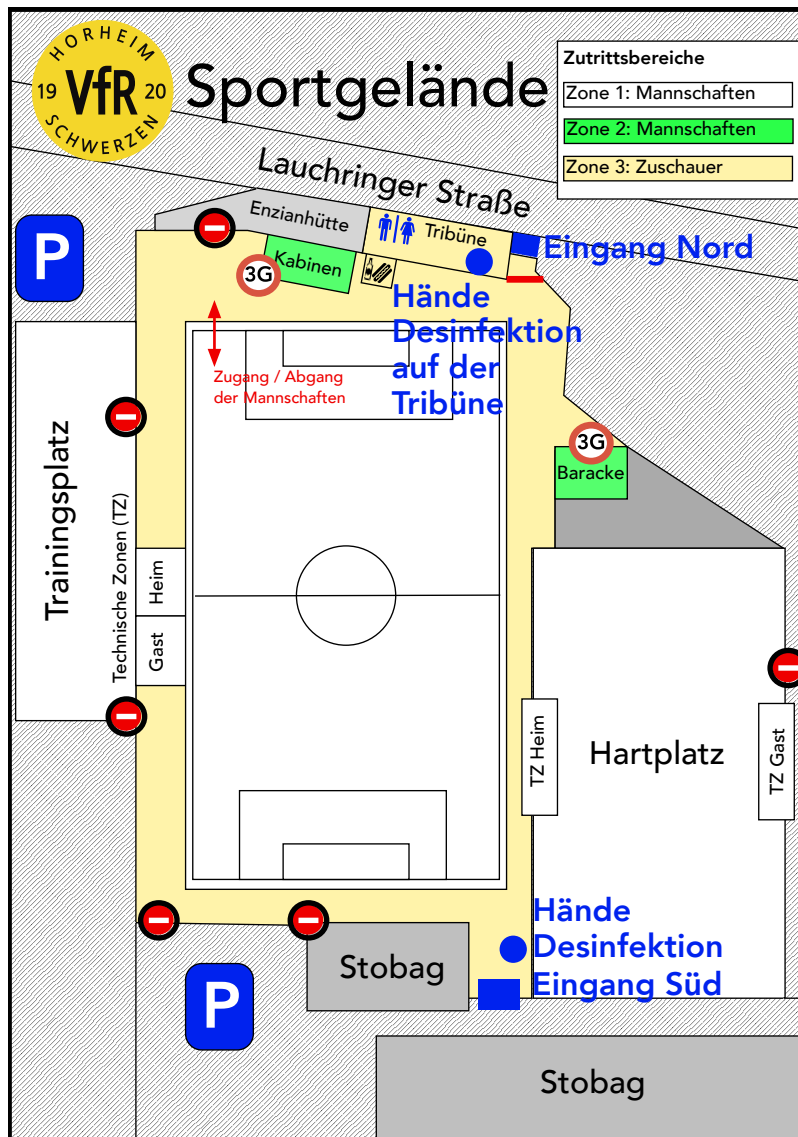 HORHEIM
19 VfR 20
SCHWERZEN
Sportgelände
Zutrittsbereiche
Zone 1: Mannschaften
Zone 2: Mannschaften
Zone 3: Zuschauer
Lauchringer Straße
Enzianhütte
Tribüne
Eingang Nord
P
Kabinen
3G
Hände
Desinfektion
auf der
Tribüne
Zugang / Abgang
der Mannschaften
3G
Baracke
Trainingsplatz
Technische Zonen (TZ)
Heim
Gast
TZ Heim
Hartplatz
TZ Gast
Hände
Desinfektion
Eingang Süd
Stobag
P
Stobag